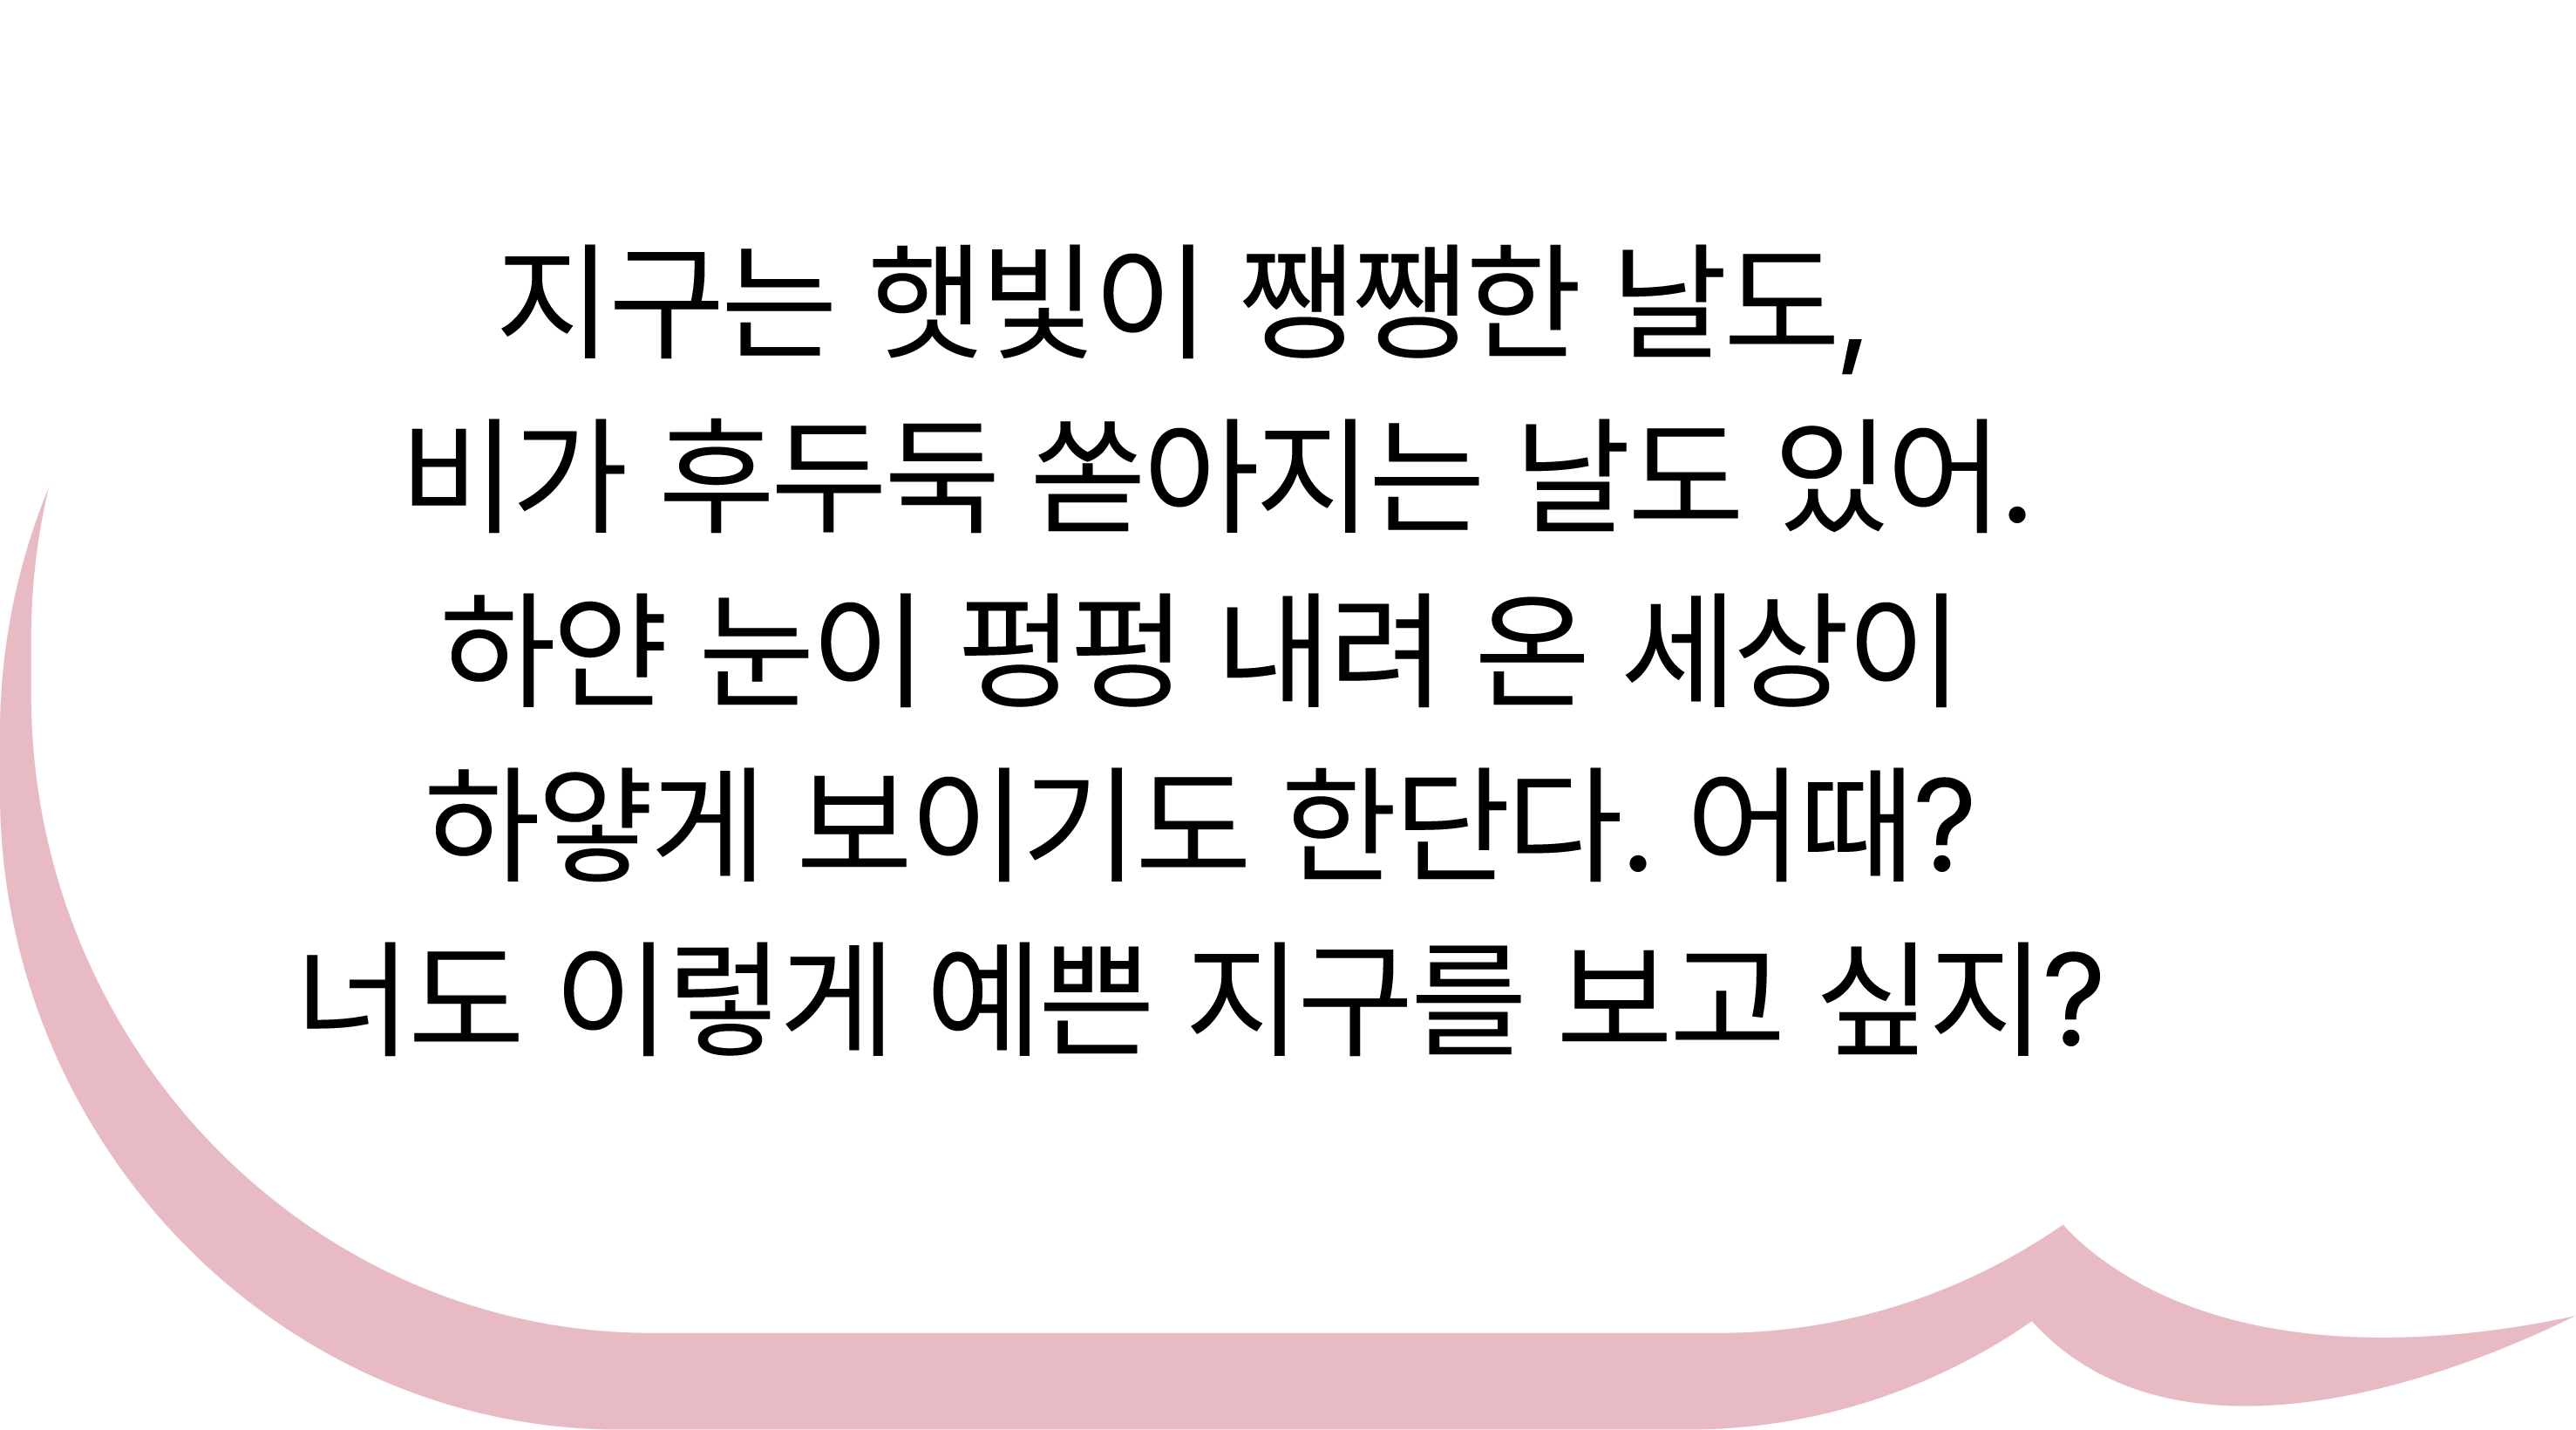 지구는 햇빛이 쨍쨍한 날도,
비가 후두둑 쏟아지는 날도 있어.
하얀 눈이 펑펑 내려 온 세상이
하얗게 보이기도 한단다. 어때?
너도 이렇게 예쁜 지구를 보고 싶지?